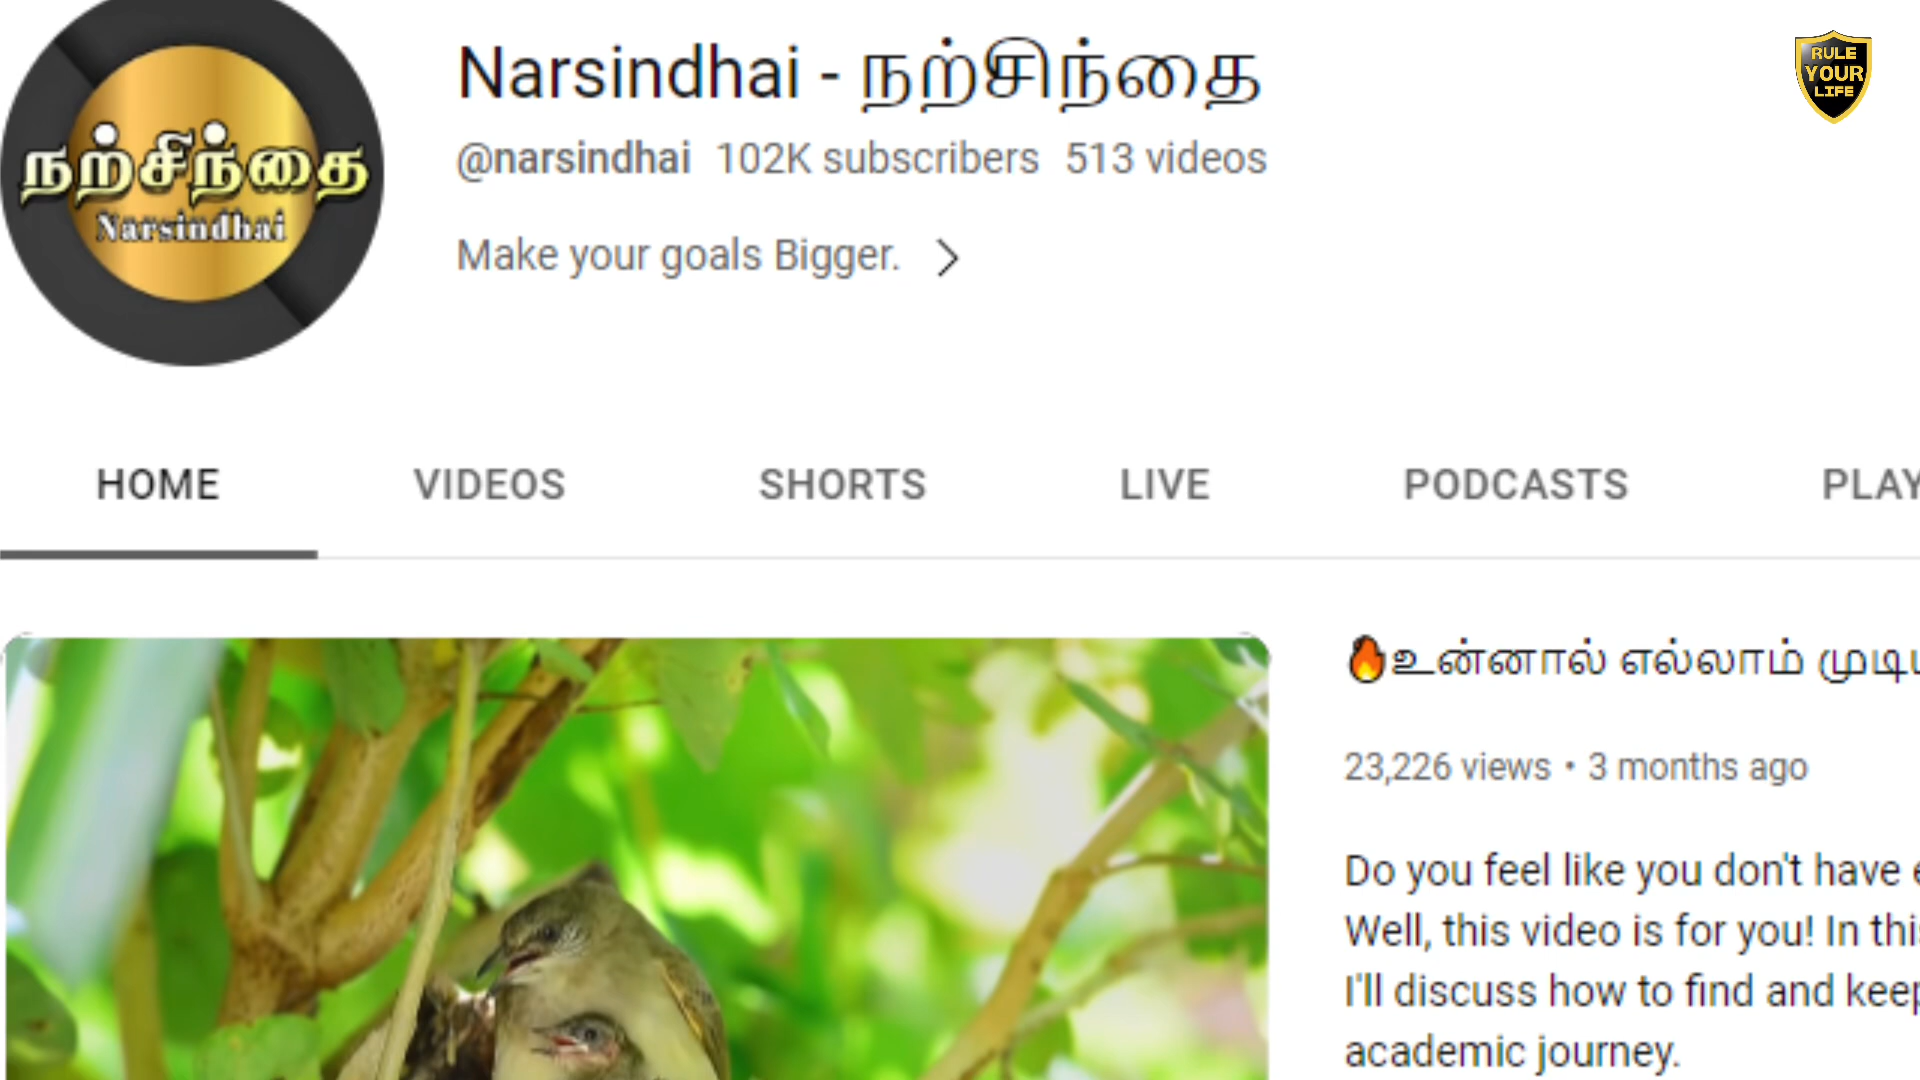 நற்சிந்தை
Narsindhai
Narsindhai - நற்சிந்தை
@narsindhai 102K subscribers 513 videos
Make your goals Bigger.
RULE
YOUR
LIFE
HOME VIDEOS SHORTS LIVE PODCASTS
🔥உன்னால் எல்லாம்
23,226 views • 3 months ago
Do you feel like you don't have
Well, this video is for you! In
I'll discuss how to find and
academic journey.